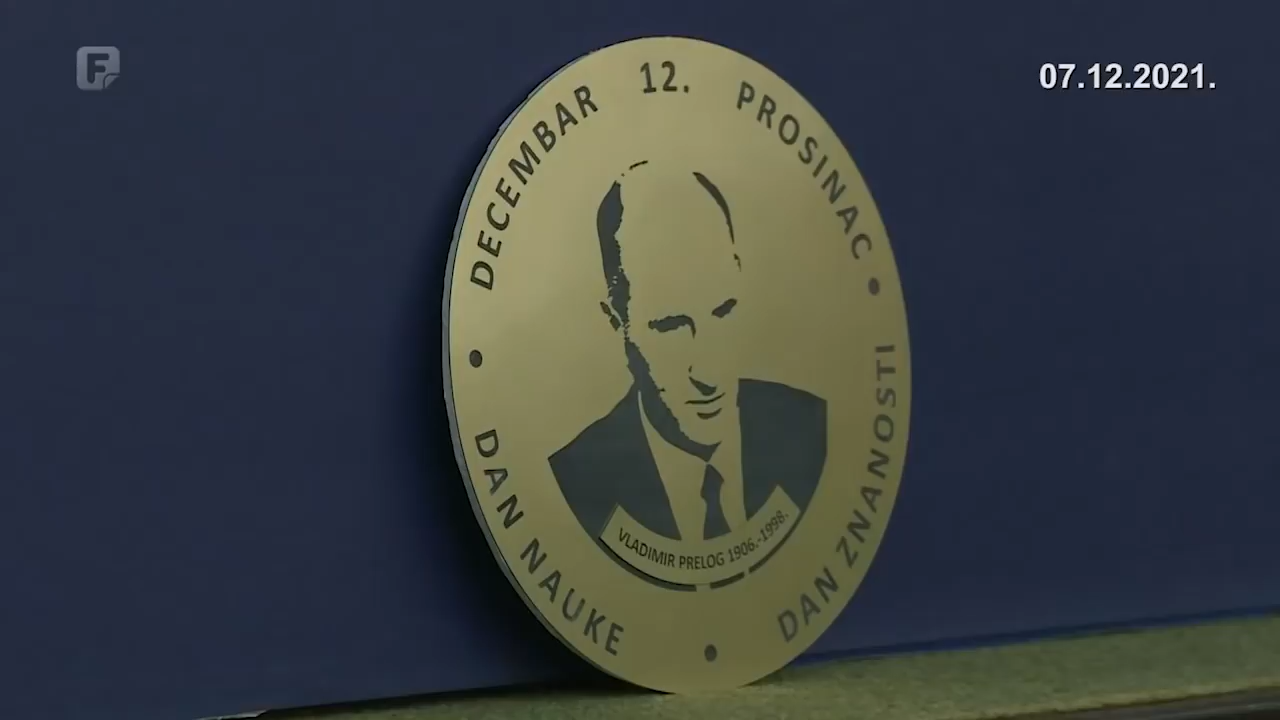 F
07.12.2021.
DECEMBAR 12. PROSINAC
DAN NAUKE
DAN ZNANOSTI
VLADIMIR PRELOG 1906.-1998.